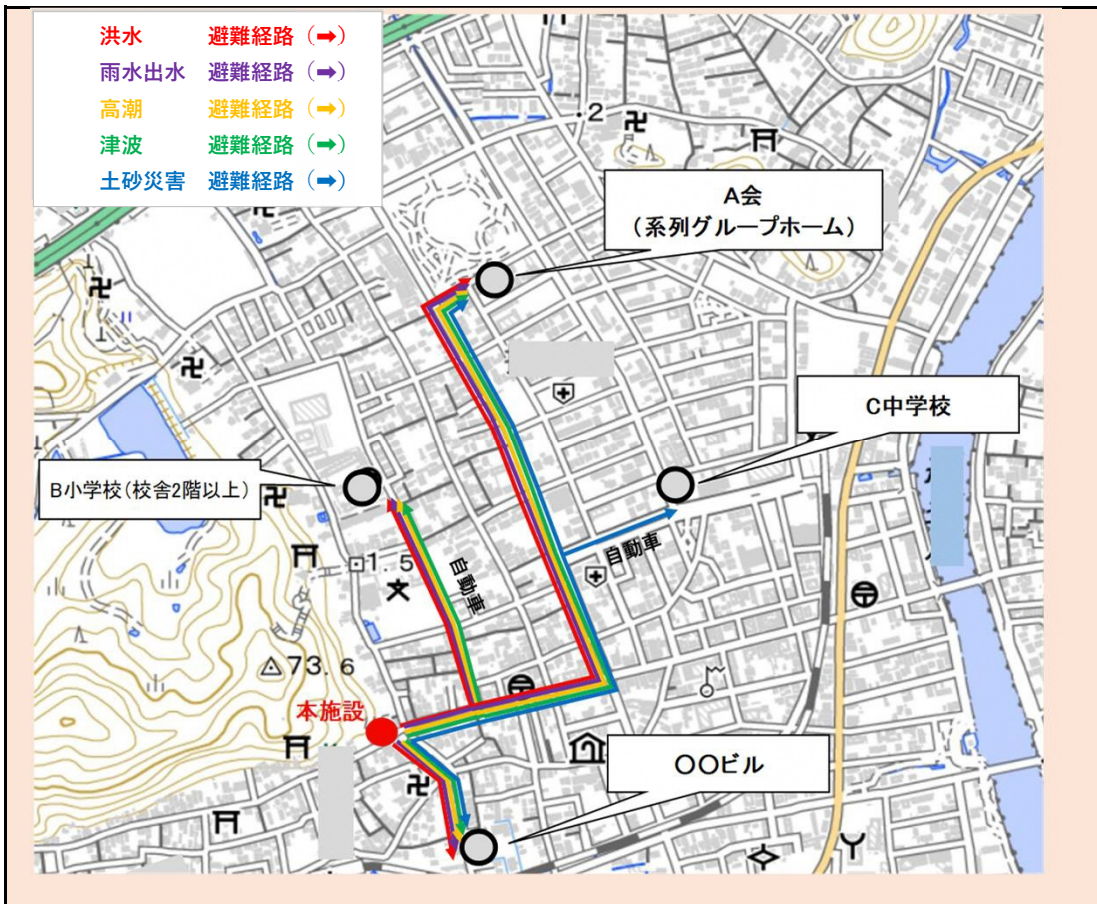 洪水 避難経路（➡）
雨水出水 避難経路（➡）
高潮 避難経路（➡）
津波 避難経路（➡）
土砂災害 避難経路（➡）
.2
A会
（系列グループホーム）
C中学校
B小学校（校舎2階以上）
1.5
自動車
自動車
73.6
本施設
〇〇ビル